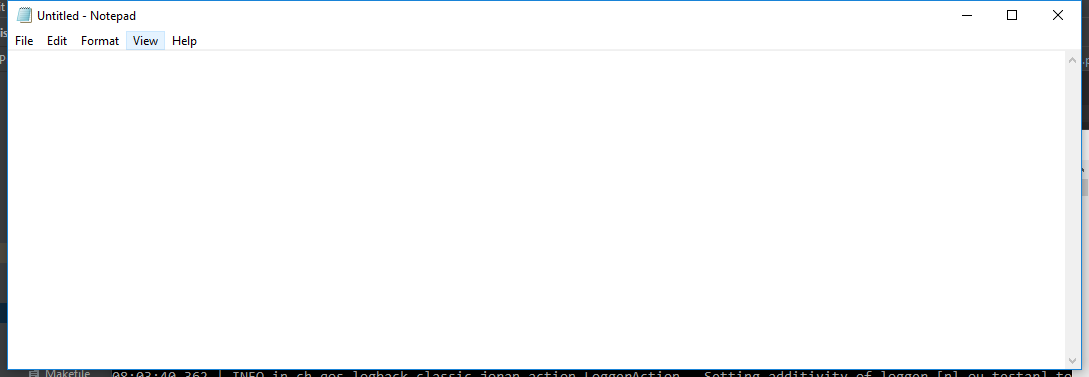 Untitled - Notepad
File Edit Format View Help
Makefile 08:03:40.362 | INFO in ch.qos.logback.classic.joran.action.LoggerAction - Setting additivity of logger [nl.ou.testar] to